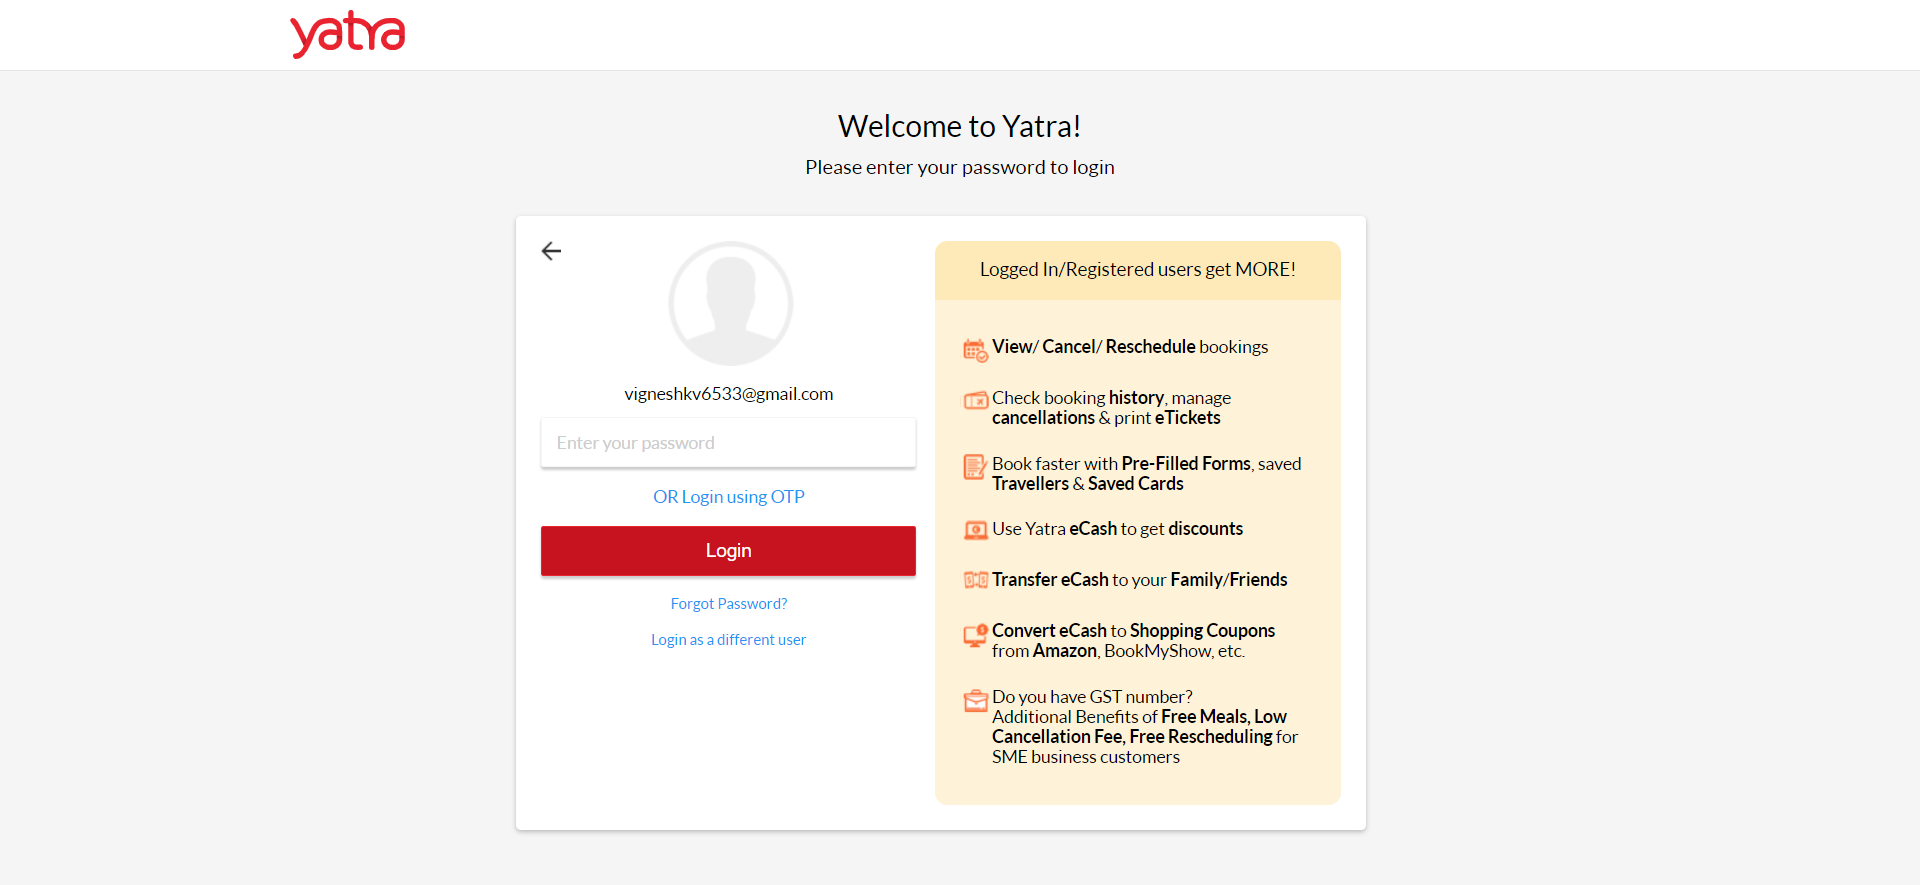 yatra
Welcome to Yatra!
Please enter your password to login
vigneshkv6533@gmail.com
Enter your password
OR Login using OTP
Login
Forgot Password?
Login as a different user
Logged In/Registered users get MORE!
View/ Cancel/ Reschedule bookings
Check booking history, manage
cancellations & print eTickets
Book faster with Pre-Filled Forms, saved
Travellers & Saved Cards
Use Yatra eCash to get discounts
Transfer eCash to your Family/Friends
Convert eCash to Shopping Coupons
from Amazon, BookMyShow, etc.
Do you have GST number?
Additional Benefits of Free Meals, Low
Cancellation Fee, Free Rescheduling for
SME business customers